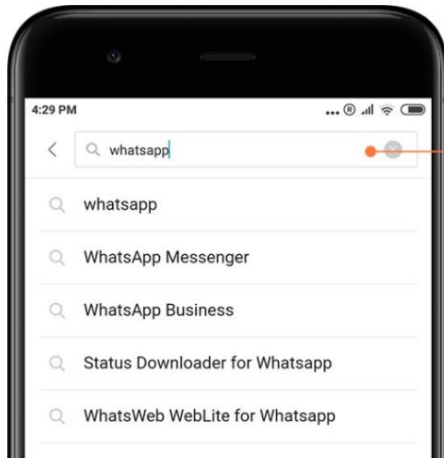 4:29 PM ... ®
whatsapp
whatsapp
WhatsApp Messenger
WhatsApp Business
Status Downloader for Whatsapp
WhatsWeb WebLite for Whatsapp